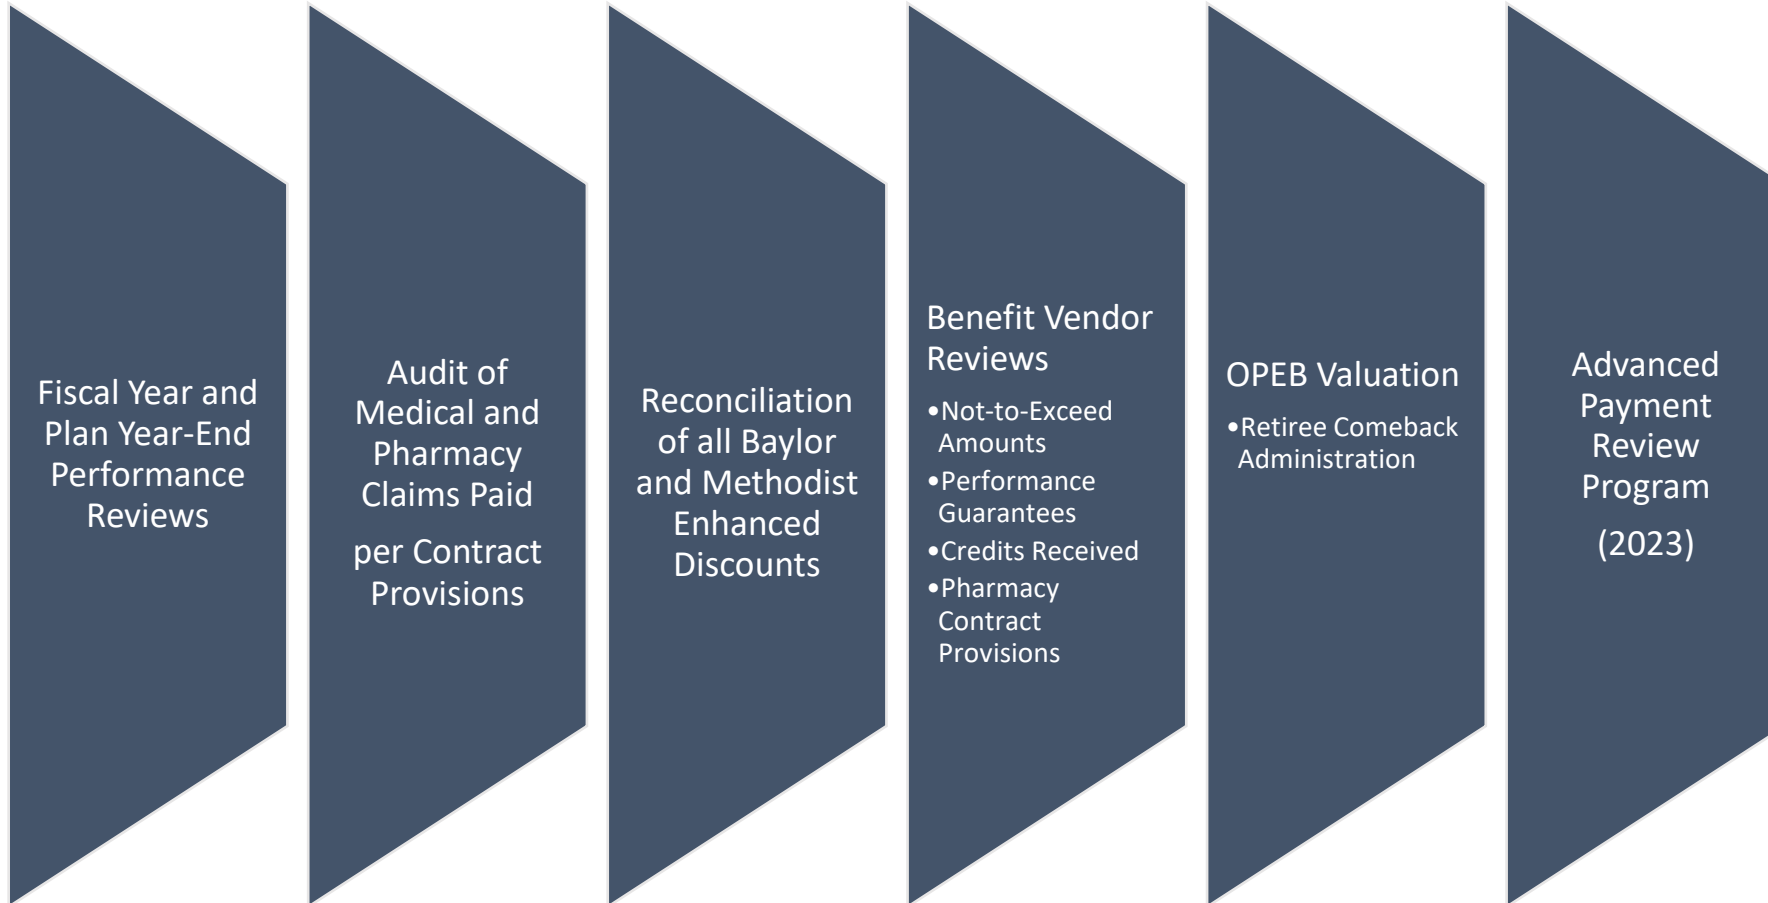 Fiscal Year and
Plan Year-End
Performance
Reviews
Audit of
Medical and
Pharmacy
Claims Paid
per Contract
Provisions
Reconciliation
of all Baylor
and Methodist
Enhanced
Discounts
Benefit Vendor
Reviews
•Not-to-Exceed
Amounts
•Performance
Guarantees
•Credits Received
•Pharmacy
Contract
Provisions
OPEB Valuation
•Retiree Comeback
Administration
Advanced
Payment
Review
Program
(2023)